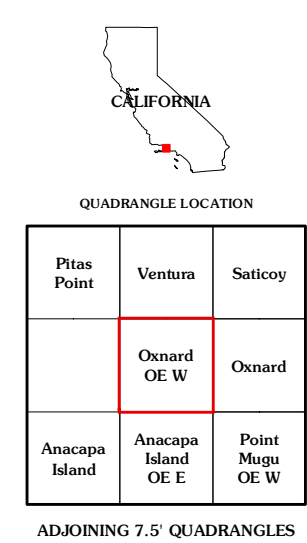 CALIFORNIA
QUADRANGLE LOCATION
Pitas
Point
Ventura
Saticoy
Oxnard
OE W
Oxnard
Anacapa
Island
Anacapa
Island
OE E
Point
Mugu
OE W
ADJOINING 7.5' QUADRANGLES